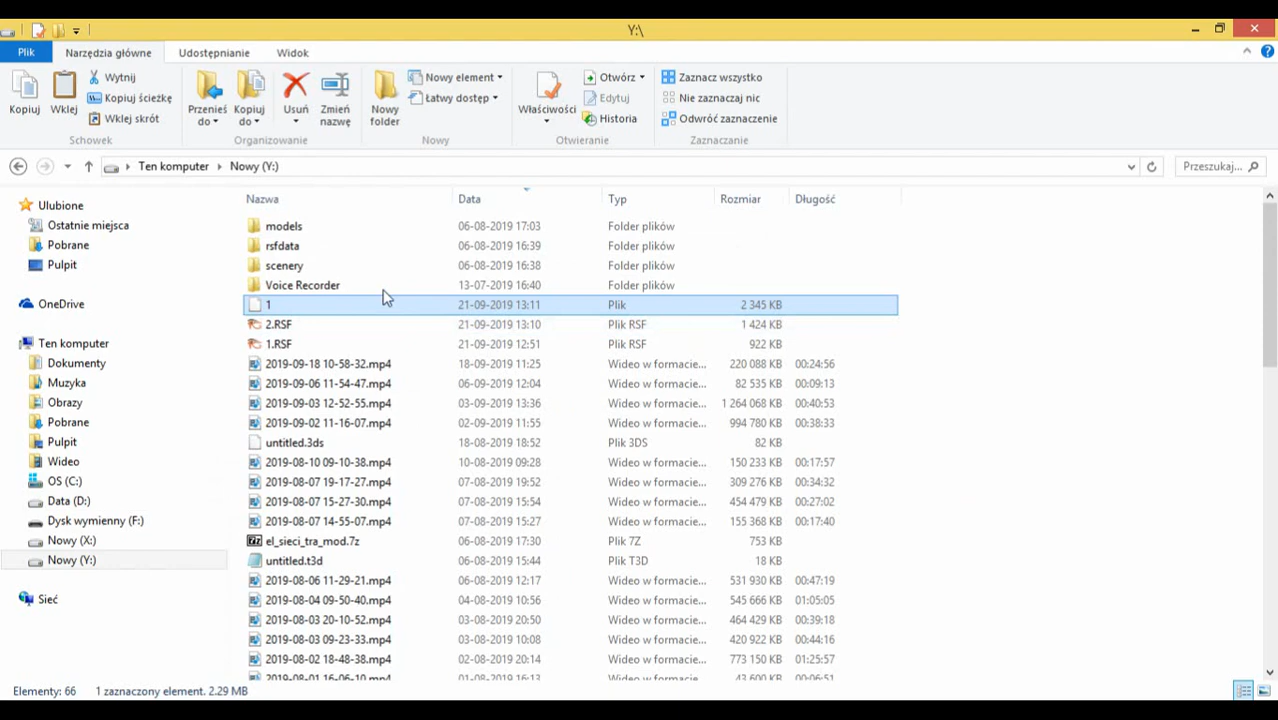 Y:\
Plik Narzędzia główne Udostępnianie Widok
Kopiuj
Wklej
Wytnij
Kopiuj ścieżkę
Wklej skrót
Schowek
Przenieś do
Kopiuj do
Usuń
Zmień nazwę
Organizowanie
Nowy folder
Nowy element
Łatwy dostęp
Nowy
Właściwości
Otwórz
Edytuj
Historia
Otwieranie
Zaznacz wszystko
Nie zaznaczaj nic
Odwróć zaznaczenie
Zaznaczanie
Ten komputer Nowy (Y:)
Przeszukaj...
Ulubione
Ostatnie miejsca
Pobrane
Pulpit
OneDrive
Ten komputer
Dokumenty
Muzyka
Obrazy
Pobrane
Pulpit
Wideo
OS (C:)
Data (D:)
Dysk wymienny (F:)
Nowy (X:)
Nowy (Y:)
Sieć
Nazwa Data Typ Rozmiar Długość
models 06-08-2019 17:03 Folder plików
rsfdata 06-08-2019 16:39 Folder plików
scenery 06-08-2019 16:38 Folder plików
Voice Recorder 13-07-2019 16:40 Folder plików
1 21-09-2019 13:11 Plik 2 345 KB
2.RSF 21-09-2019 13:10 Plik RSF 1 424 KB
1.RSF 21-09-2019 12:51 Plik RSF 922 KB
2019-09-18 10-58-32.mp4 18-09-2019 11:25 Wideo w formacie... 220 088 KB 00:24:56
2019-09-06 11-54-47.mp4 06-09-2019 12:04 Wideo w formacie... 82 535 KB 00:09:13
2019-09-03 12-52-55.mp4 03-09-2019 13:36 Wideo w formacie... 1 264 068 KB 00:40:53
2019-09-02 11-16-07.mp4 02-09-2019 11:55 Wideo w formacie... 994 780 KB 00:38:33
untitled.3ds 18-08-2019 18:52 Plik 3DS 82 KB
2019-08-10 09-10-38.mp4 10-08-2019 09:28 Wideo w formacie... 150 233 KB 00:17:57
2019-08-07 19-17-27.mp4 07-08-2019 19:52 Wideo w formacie... 309 276 KB 00:34:32
2019-08-07 15-27-30.mp4 07-08-2019 15:54 Wideo w formacie... 454 479 KB 00:27:02
2019-08-07 14-55-07.mp4 07-08-2019 15:27 Wideo w formacie... 155 368 KB 00:17:40
el_sieci_tra_mod.7z 06-08-2019 17:30 Plik 7Z 753 KB
untitled.t3d 06-08-2019 15:44 Plik T3D 18 KB
2019-08-06 11-29-21.mp4 06-08-2019 12:17 Wideo w formacie... 531 930 KB 00:47:19
2019-08-04 09-50-40.mp4 04-08-2019 10:56 Wideo w formacie... 545 666 KB 01:05:05
2019-08-03 20-10-52.mp4 03-08-2019 20:50 Wideo w formacie... 464 429 KB 00:39:18
2019-08-03 09-23-33.mp4 03-08-2019 10:08 Wideo w formacie... 420 922 KB 00:44:16
2019-08-02 18-48-38.mp4 02-08-2019 20:14 Wideo w formacie... 773 150 KB 01:25:57
2019-08-01 16-06-10.mp4 01-08-2019 16:13 Wideo w formacie... 43 600 KB 00:06:51
Elementy: 66 1 zaznaczony element. 2.29 MB